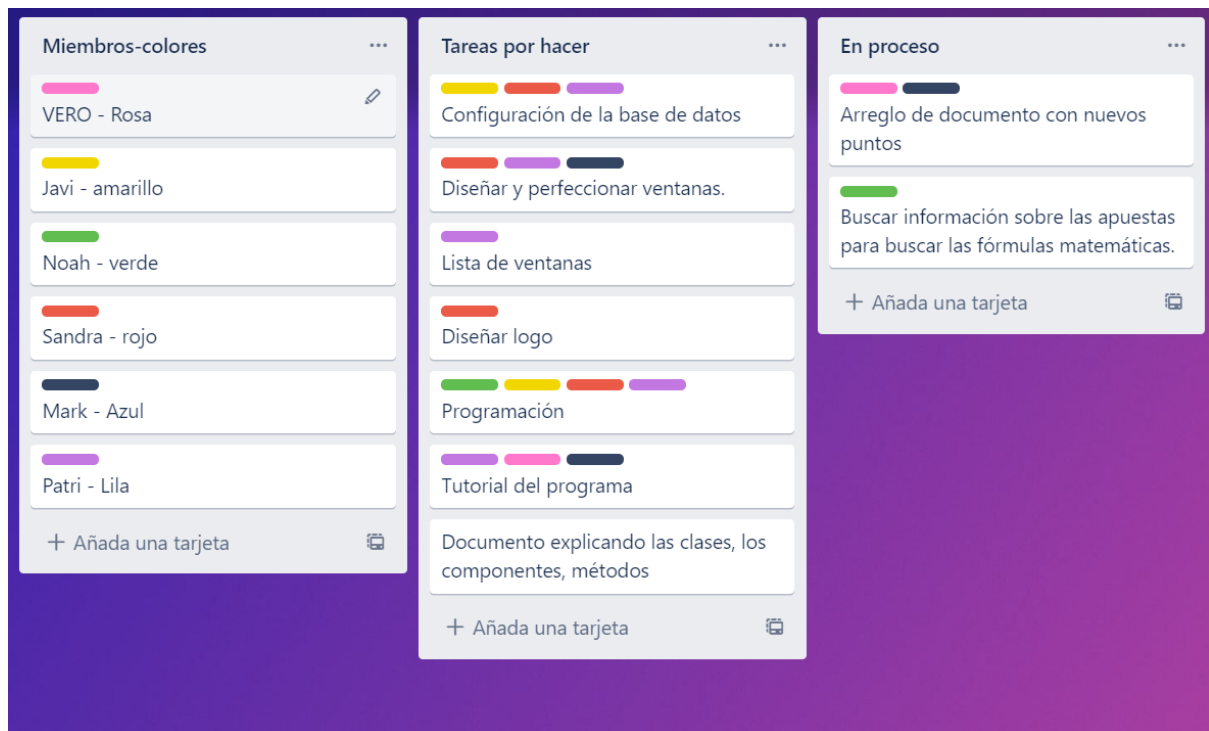 Miembros-colores
VERO - Rosa
Javi - amarillo
Noah - verde
Sandra - rojo
Mark - Azul
Patri - Lila
+ Añada una tarjeta
Tareas por hacer
Configuración de la base de datos
Diseñar y perfeccionar ventanas.
Lista de ventanas
Diseñar logo
Programación
Tutorial del programa
Documento explicando las clases, los
componentes, métodos
+ Añada una tarjeta
En proceso
Arreglo de documento con nuevos
puntos
Buscar información sobre las apuestas
para buscar las fórmulas matemáticas.
+ Añada una tarjeta